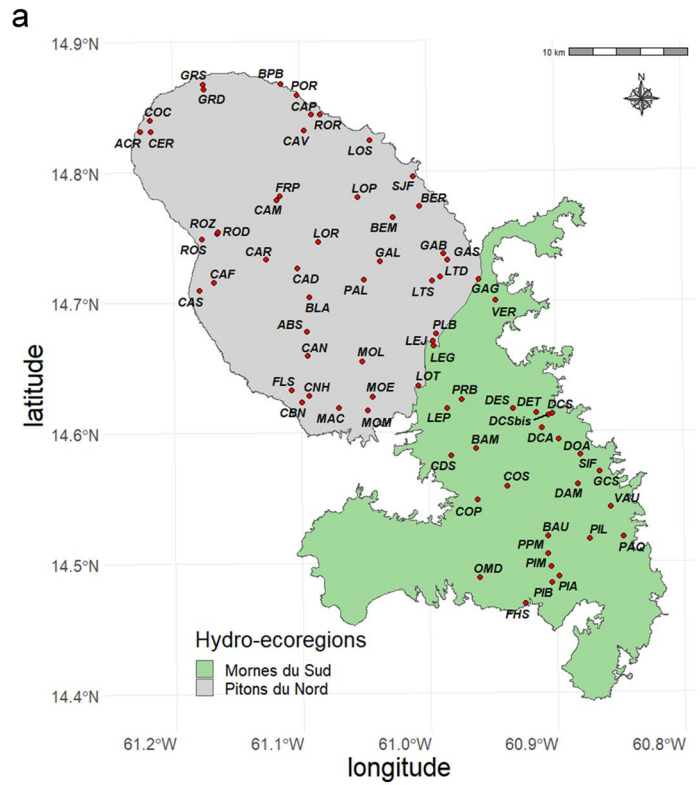 a
14.9°N
10 km
N
GRS
BPB
POR
GRD
CAP
COC
ROR
ACR CER
CAV
LOS
14.8°N
SJF
FRP
LOP
BER
CAM
BEM
ROZ
ROD
LOR
ROS
GAB
GAS
CAR
GAL
LTD
CAF
CAD
PAL
LTS
GAG
14.7°N
CAS
BLA
VER
ABS
PLB
LEJ
CAN
MOL
LEG
FLS
CNH
MOE
LOT
PRB
DES DET DCS
CBN
MAC
MOM
LEP
DCSbis
14.6°N
BAM
DCA
DOA
CDS
SIF
COS
GCS
DAM
VAU
COP
BAU
PIL
PPM
PAQ
14.5°N
OMD
PIM
PIB PIA
FHS
Hydro-ecoregions
Mornes du Sud
Pitons du Nord
14.4°N
61.2°W 61.1°W 61.0°W 60.9°W 60.8°W
longitude
latitude